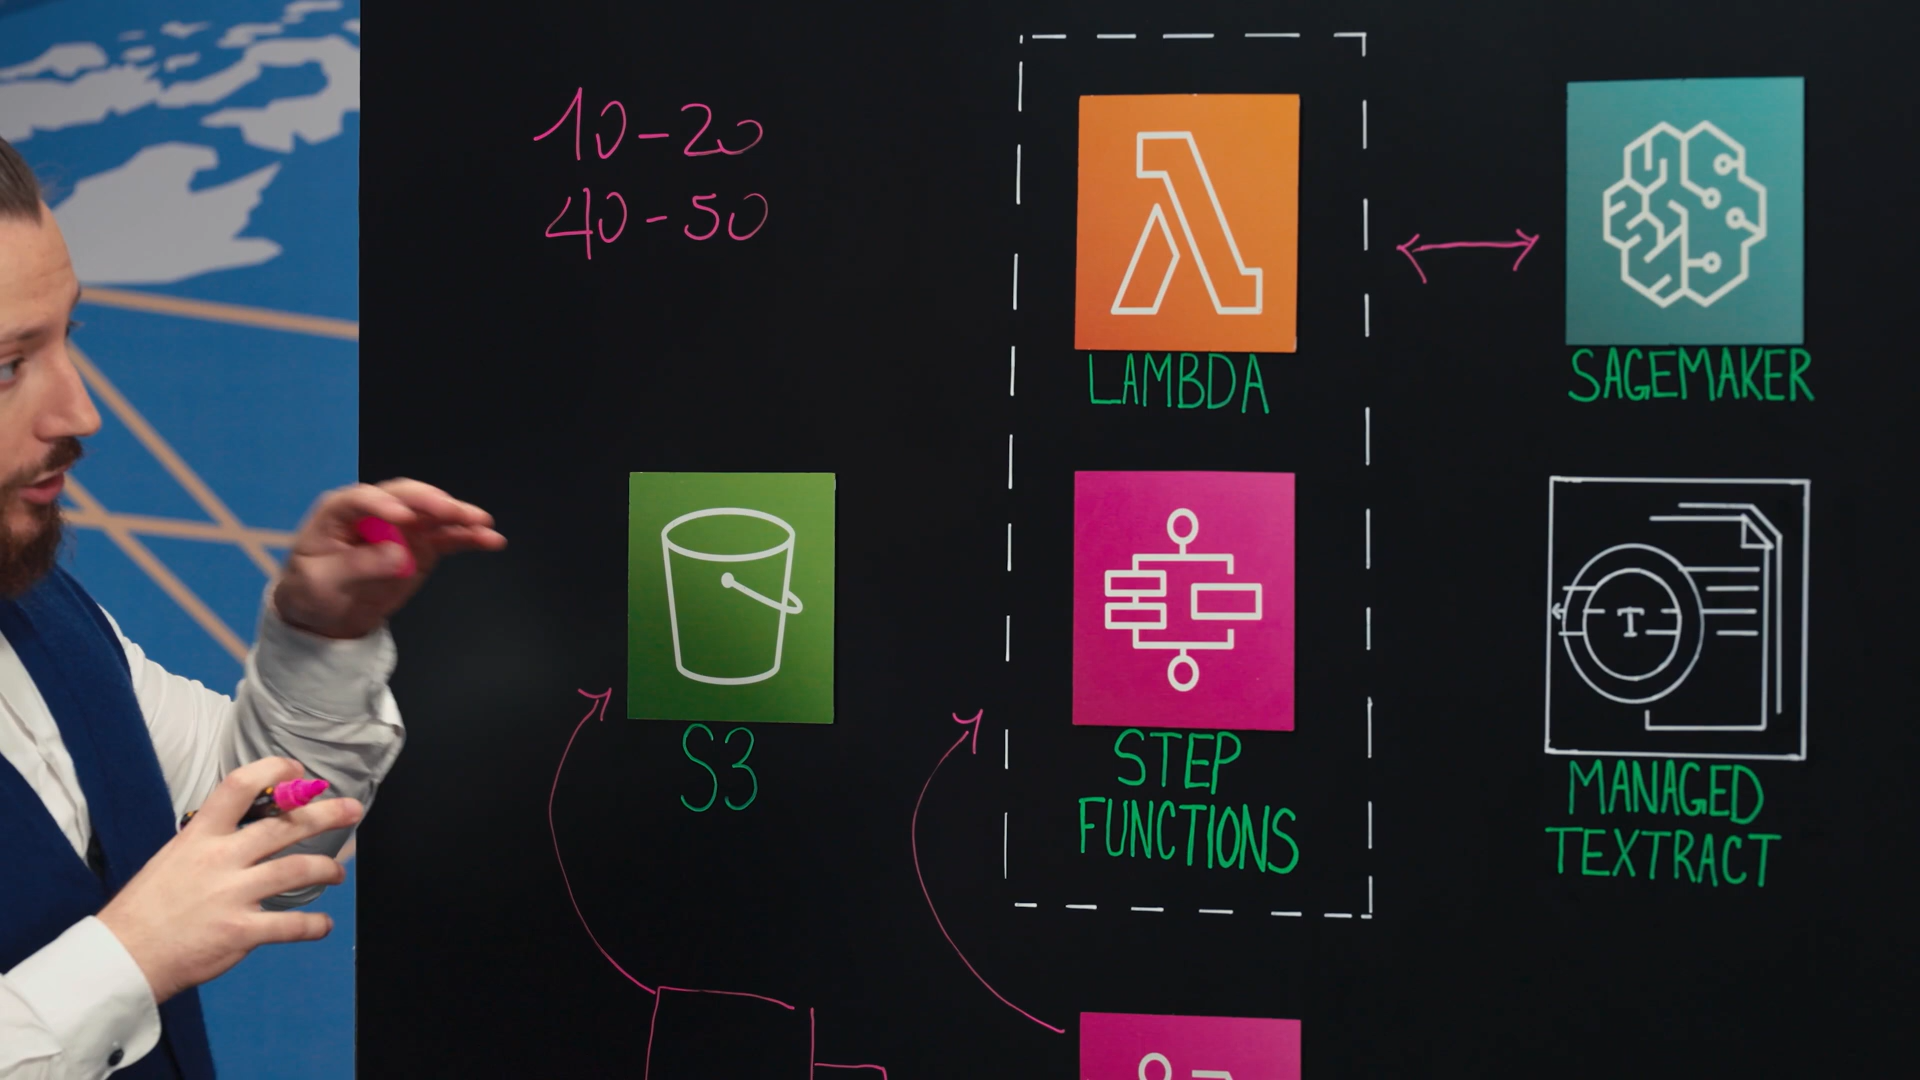 10-20
40-50
LAMBDA
SAGEMAKER
S3
STEP
FUNCTIONS
T
MANAGED
TEXTRACT